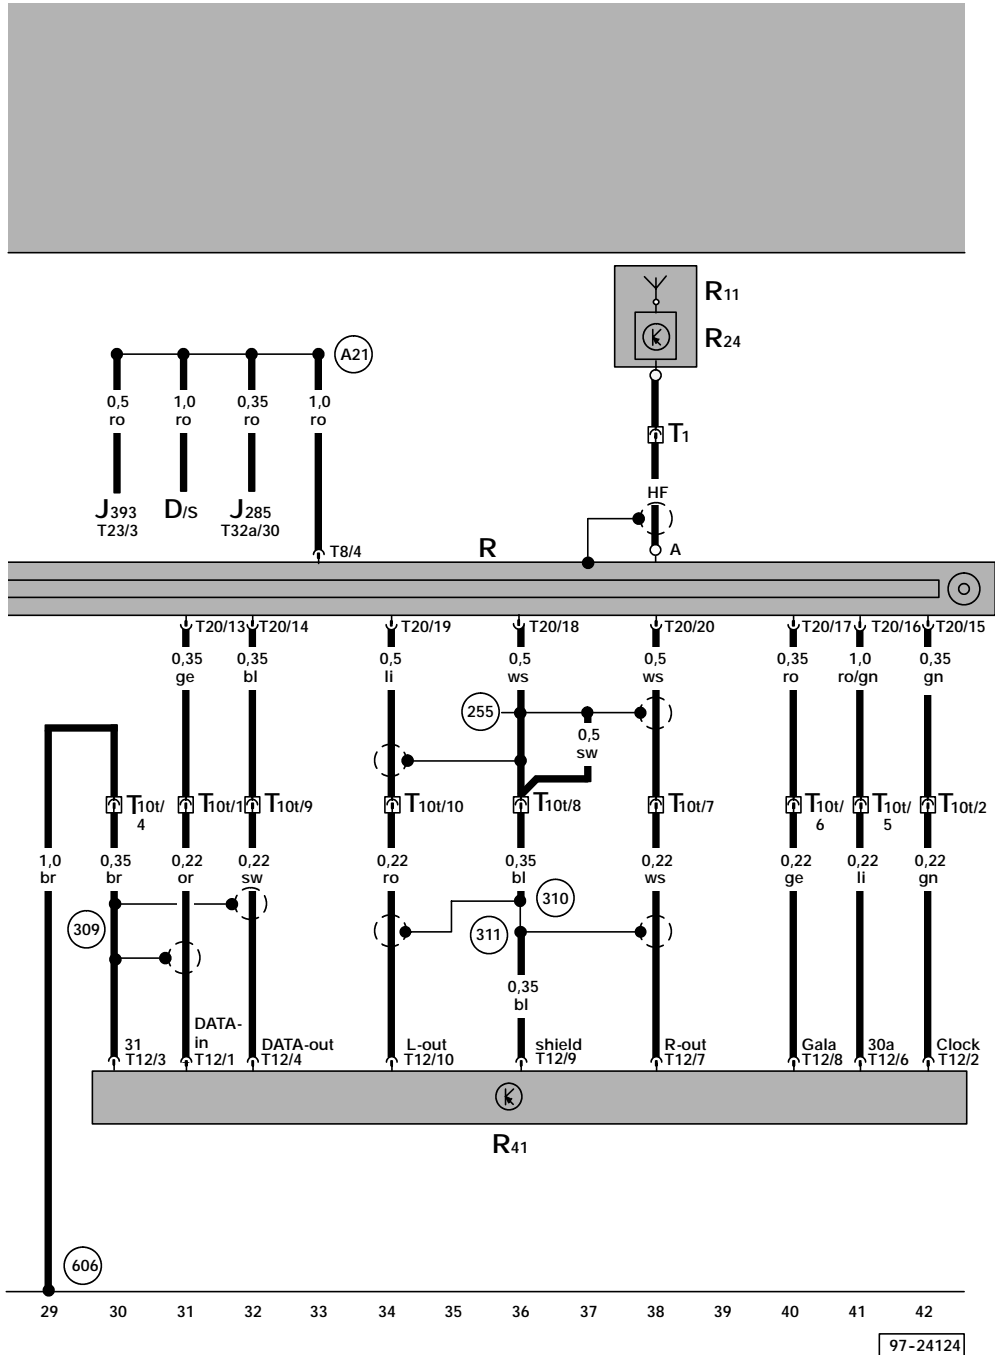 R11
R24
A21
0,5 1,0 0,35 1,0
ro ro ro ro
T1
HF
J393 D/S J285
T23/3 T32a/30
T8/4 R A
T20/13 T20/14 T20/19 T20/18 T20/20 T20/17 T20/16 T20/15
0,35 0,35 0,5 0,5 0,5 0,35 1,0 0,35
ge bl li ws ws ro ro/gn gn
255
0,5
sw
T10t/4 T10t/1 T10t/9 T10t/10 T10t/8 T10t/7 T10t/6 T10t/5 T10t/2
1,0 0,35 0,22 0,22 0,22 0,35 0,22 0,22 0,22 0,22
br br or sw ro bl ws ge li gn
310
309 311
0,35
bl
DATA-
31 in DATA-out L-out shield R-out Gala 30a Clock
T12/3 T12/1 T12/4 T12/10 T12/9 T12/7 T12/8 T12/6 T12/2
R41
606
29 30 31 32 33 34 35 36 37 38 39 40 41 42
97-24124